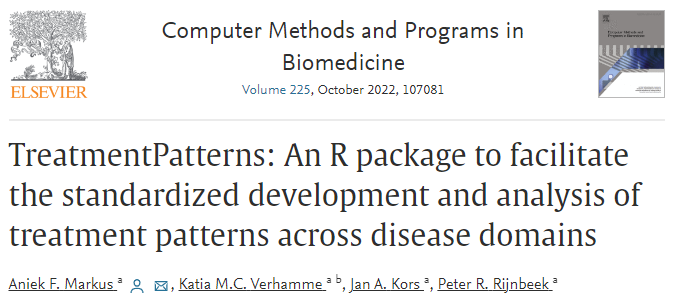 Computer Methods and Programs in
Biomedicine
Volume 225, October 2022, 107081
ELSEVIER
TreatmentPatterns: An R package to facilitate
the standardized development and analysis of
treatment patterns across disease domains
Aniek F. Markus a, Katia M.C. Verhamme a b, Jan A. Kors a, Peter R. Rijnbeek a